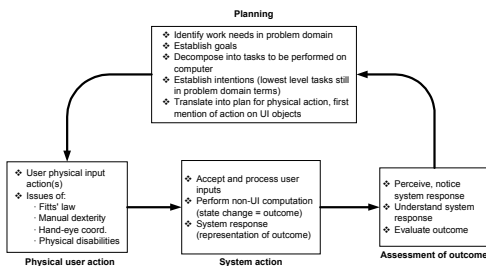 Planning
❖ Identify work needs in problem domain
❖ Establish goals
❖ Decompose into tasks to be performed on
computer
❖ Establish intentions (lowest level tasks still
in problem domain terms)
❖ Translate into plan for physical action, first
mention of action on UI objects
❖ User physical input
action(s)
❖ Issues of:
· Fitts' law
· Manual dexterity
· Hand-eye coord.
· Physical disabilities
Physical user action
❖ Accept and process user
inputs
❖ Perform non-UI computation
(state change = outcome)
❖ System response
(representation of outcome)
System action
❖ Perceive, notice
system response
❖ Understand system
response
❖ Evaluate outcome
Assessment of outcome